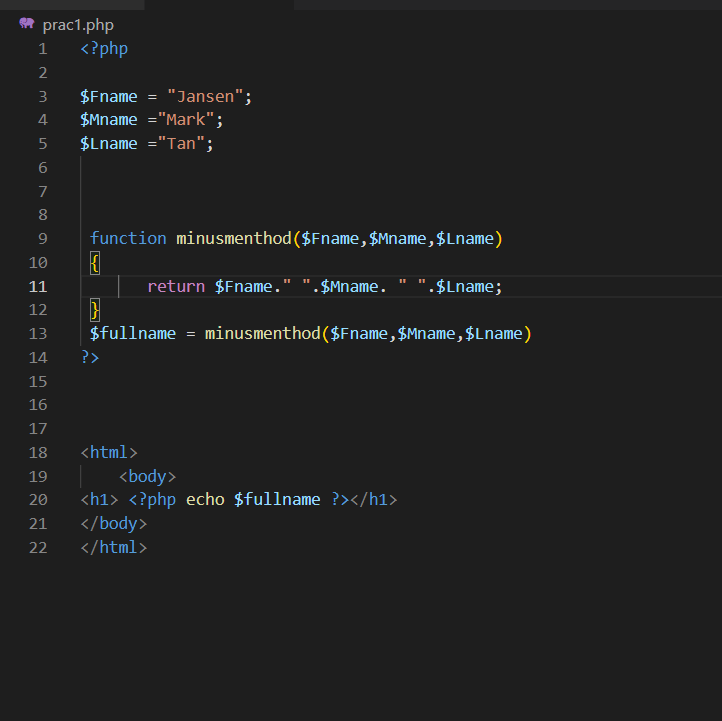 prac1.php
1 <?php
2
3 $Fname = "Jansen";
4 $Mname ="Mark";
5 $Lname ="Tan";
6
7
8
9 function minusmenthod($Fname,$Mname,$Lname)
10 {
11 return $Fname." ".$Mname. " ".$Lname;
12 }
13 $fullname = minusmenthod($Fname,$Mname,$Lname)
14 ?>
15
16
17
18 <html>
19 <body>
20 <h1> <?php echo $fullname ?></h1>
21 </body>
22 </html>